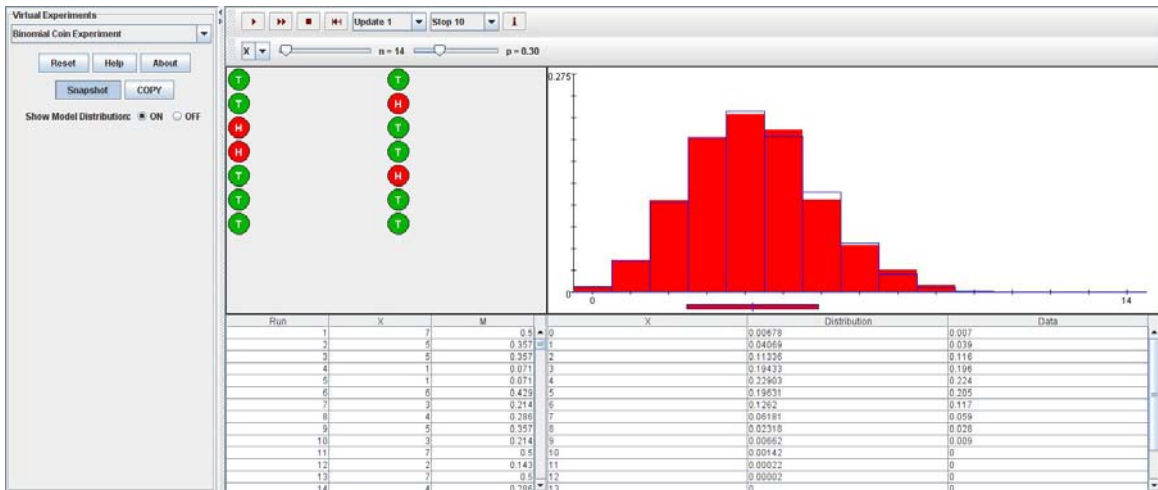 Virtual Experiments
Binomial Coin Experiment
Reset Help About
Snapshot COPY
Show Model Distribution: ON OFF
Update 1 Stop 10
X n = 14 p = 0.30
T T
T H
H T
H T
T H
T T
T T
0.275
0
0 14
Run X M
1 7 0.5
2 5 0.357
3 5 0.357
4 1 0.071
5 1 0.071
6 6 0.429
7 3 0.214
8 4 0.286
9 5 0.357
10 3 0.214
11 7 0.5
12 2 0.143
13 7 0.5
14 4 0.286
X Distribution Data
0 0.00678 0.007
1 0.04069 0.039
2 0.11336 0.116
3 0.19433 0.196
4 0.22903 0.224
5 0.19631 0.205
6 0.1262 0.117
7 0.06181 0.059
8 0.02318 0.028
9 0.00662 0.009
10 0.00142 0
11 0.00022 0
12 0.00002 0
13 0 0